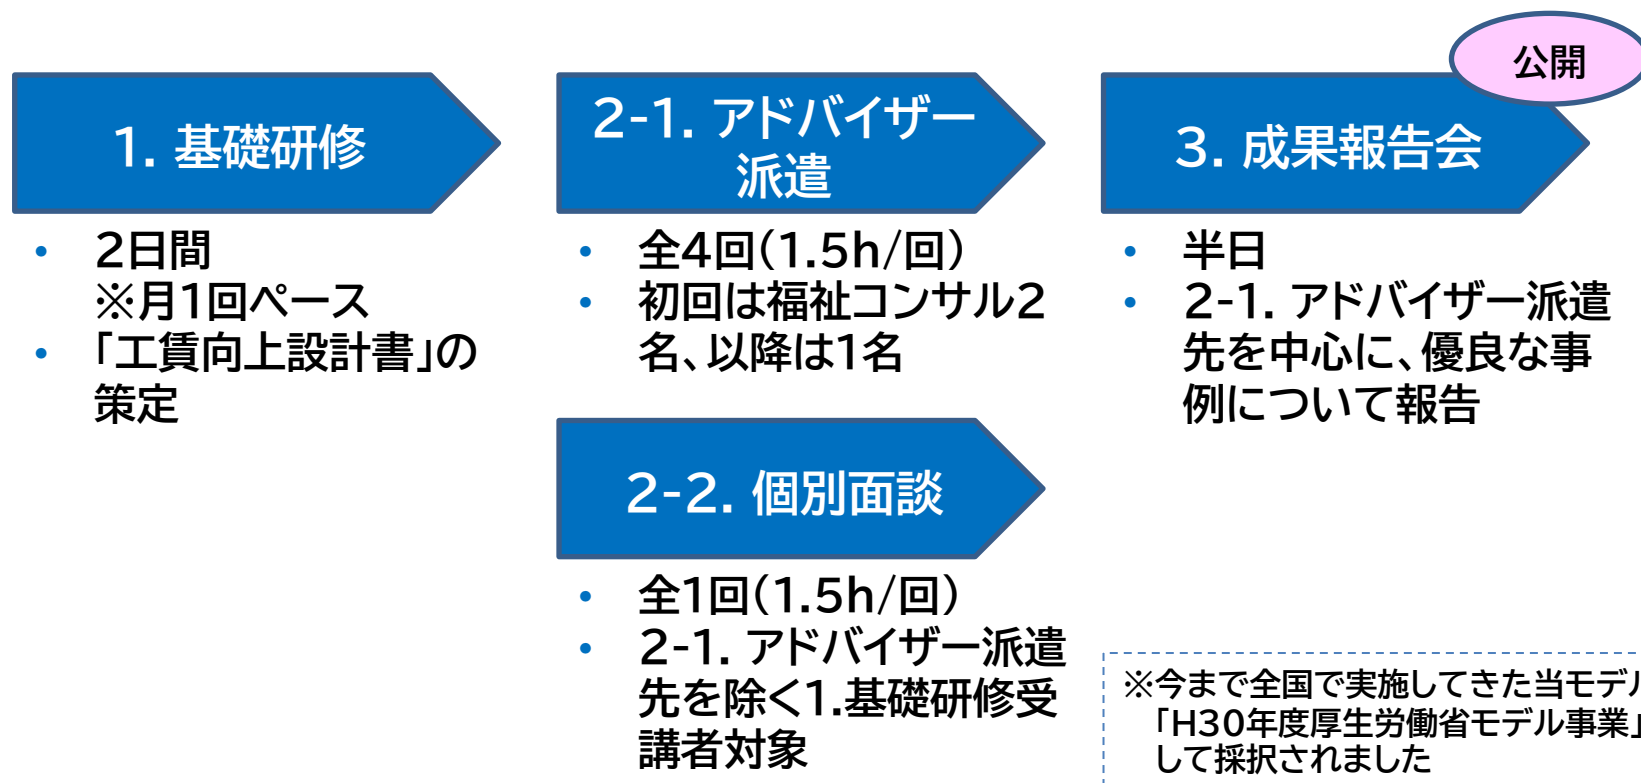 公開
1. 基礎研修
• 2日間
※月1回ペース
• 「工賃向上設計書」の
策定
2-1. アドバイザー
派遣
• 全4回(1.5h/回)
• 初回は福祉コンサル2
名、以降は1名
2-2. 個別面談
• 全1回(1.5h/回)
• 2-1. アドバイザー派遣
先を除く1.基礎研修受
講者対象
3. 成果報告会
• 半日
• 2-1. アドバイザー派遣
先を中心に、優良な事
例について報告
※今まで全国で実施してきた当モデル
「H30年度厚生労働省モデル事業」
して採択されました